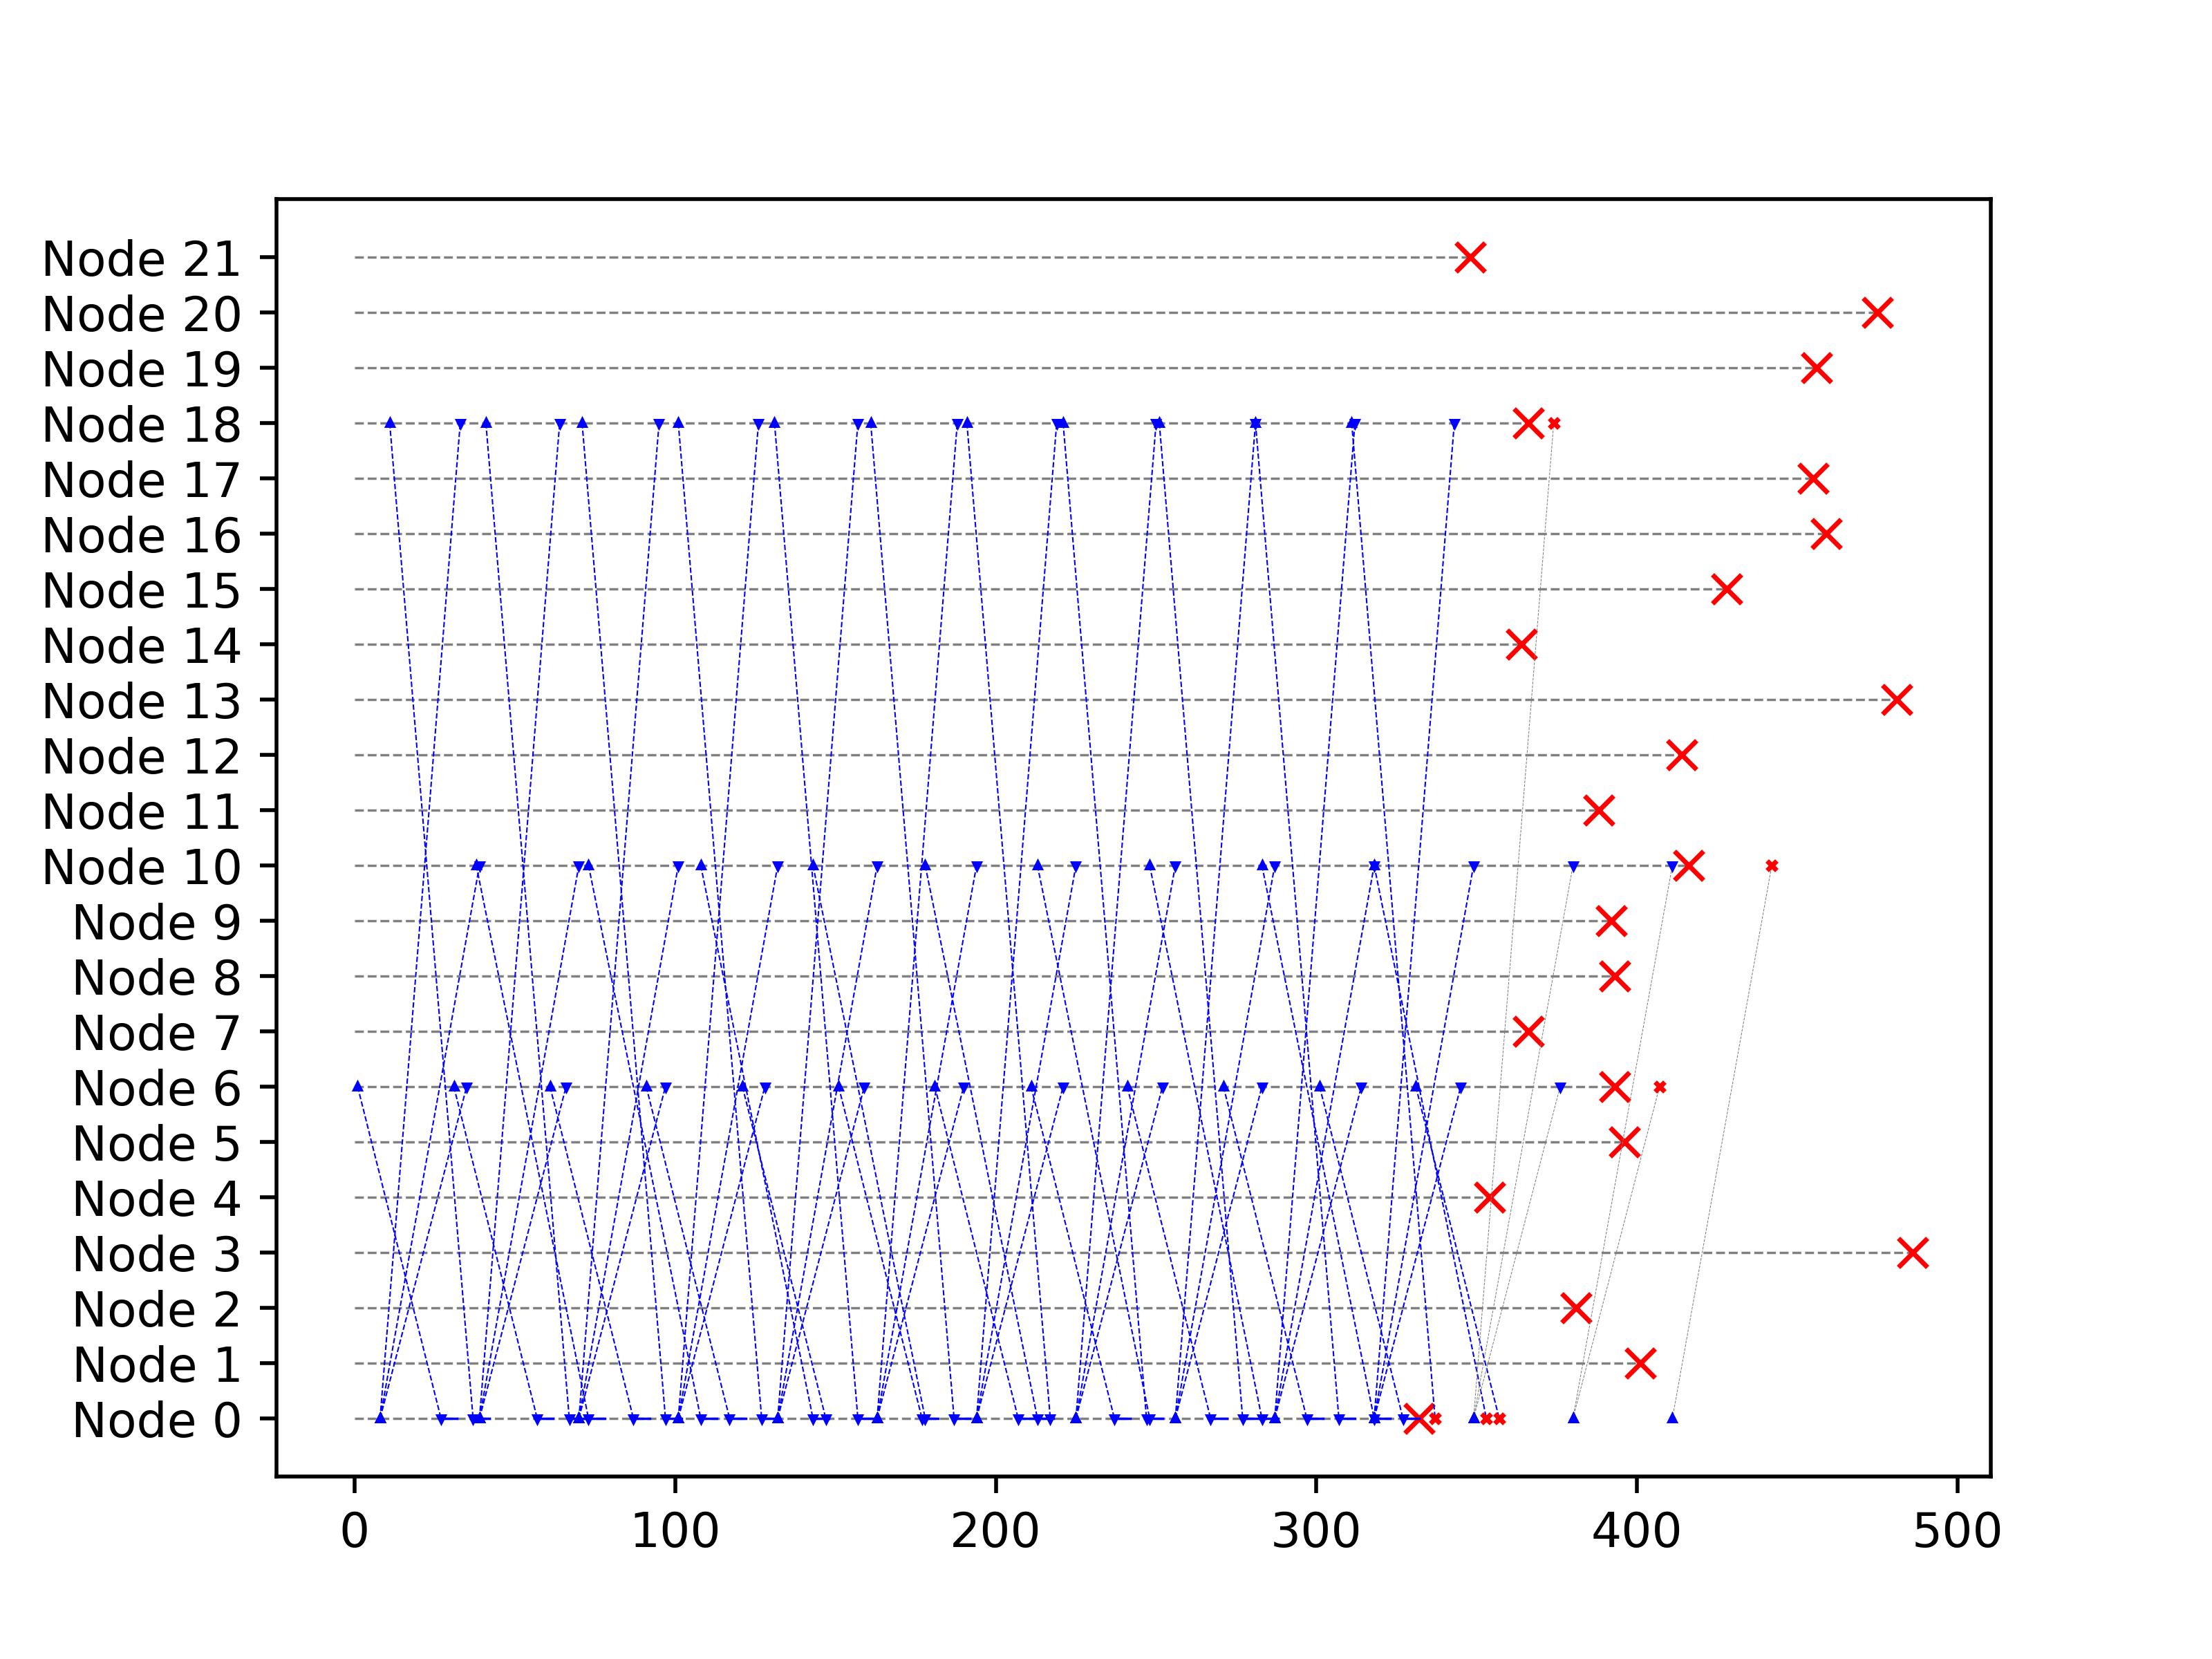 Node 21
Node 20
Node 19
Node 18
Node 17
Node 16
Node 15
Node 14
Node 13
Node 12
Node 11
Node 10
Node 9
Node 8
Node 7
Node 6
Node 5
Node 4
Node 3
Node 2
Node 1
Node 0
0 100 200 300 400 500